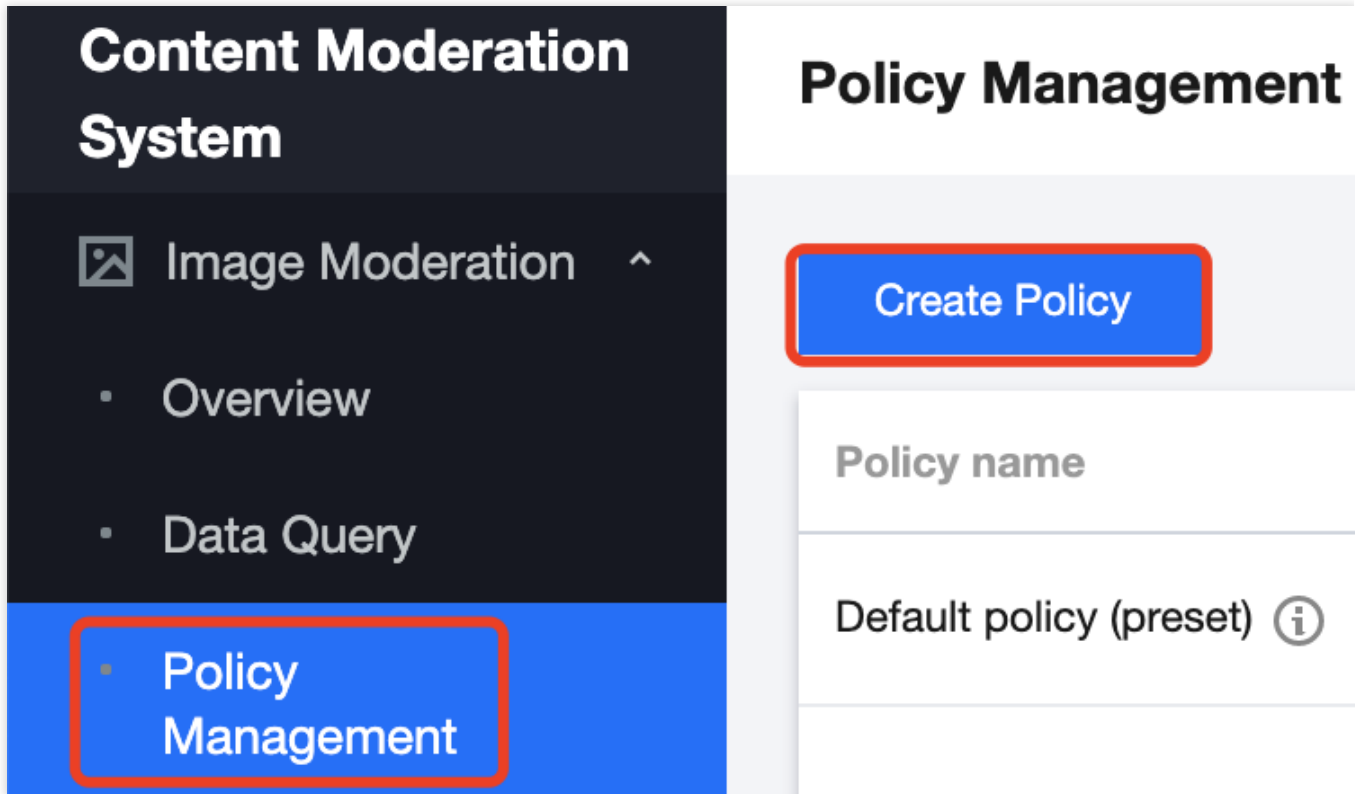 Content Moderation
System
Image Moderation
Overview
Data Query
Policy
Management
Policy Management
Create Policy
Policy name
Default policy (preset)